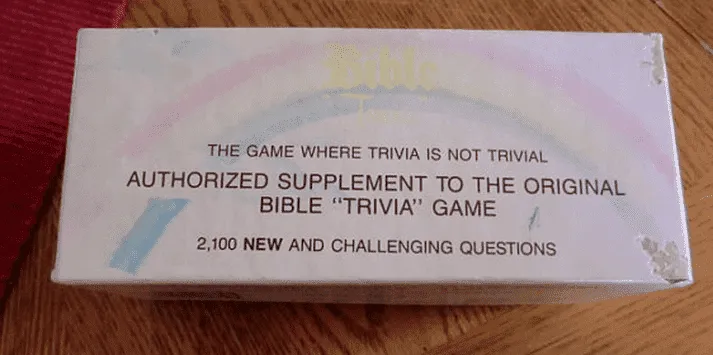 Bible
THE GAME WHERE TRIVIA IS NOT TRIVIAL
AUTHORIZED SUPPLEMENT TO THE ORIGINAL
BIBLE “TRIVIA” GAME
2,100 NEW AND CHALLENGING QUESTIONS